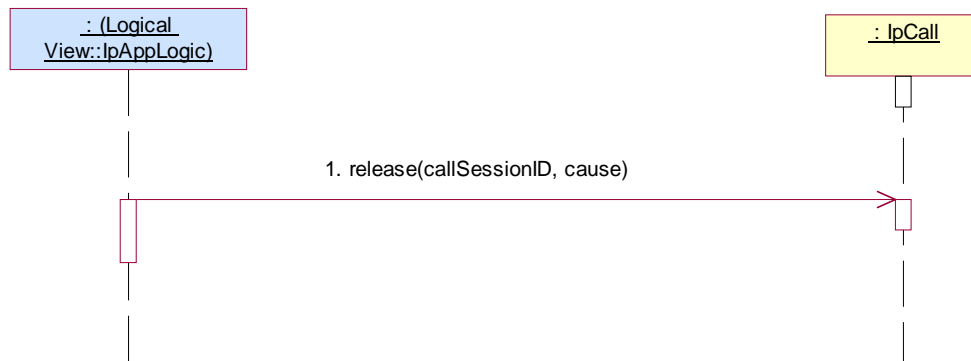 : (Logical
View::IpAppLogic)
: IpCall
1. release(callSessionID, cause)